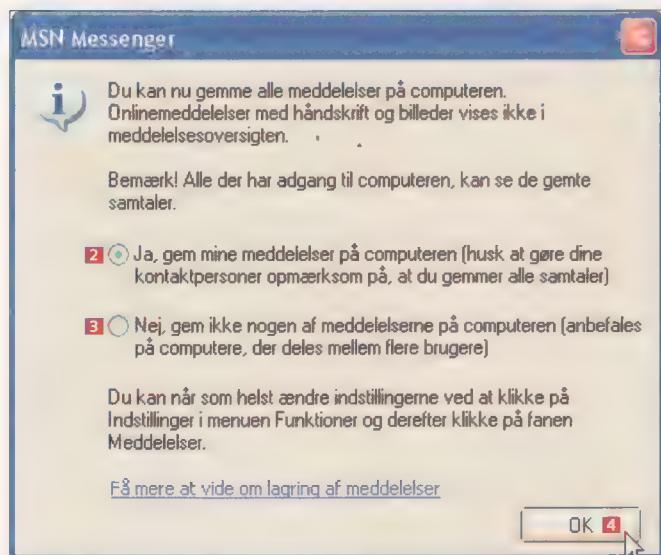 MSN Messenger
Du kan nu gemme alle meddelelser på computeren.
Onlinemeddelelser med håndskrift og billeder vises ikke i
meddelelsesoversigten.
Bemærk! Alle der har adgang til computeren, kan se de gemte
samtaler.
2 Ja, gem mine meddelelser på computeren (husk at gøre dine
kontaktpersoner opmærksom på, at du gemmer alle samtaler)
3 Nej, gem ikke nogen af meddelelserne på computeren (anbefales
på computere, der deles mellem flere brugere)
Du kan når som helst ændre indstillingerne ved at klikke på
Indstillinger i menuen Funktioner og derefter klikke på fanen
Meddelelser.
Få mere at vide om lagring af meddelelser
OK 4